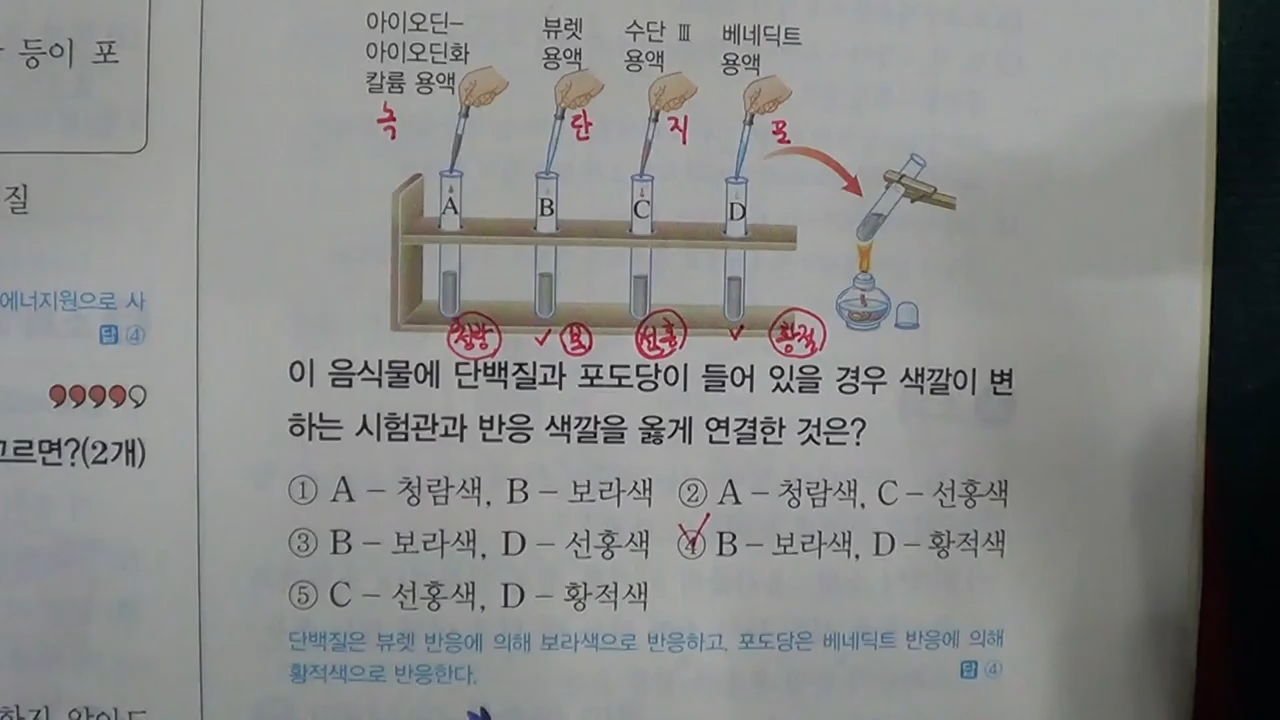 등이 포
질
에너지원으로 사
답 ④
고르면?(2개)
아이오딘-
아이오딘화
칼륨 용액
뷰렛
용액
수단 Ⅲ
용액
베네딕트
용액
녹
단
지
포
A
B
C
D
청람
보
선홍
황적
이 음식물에 단백질과 포도당이 들어 있을 경우 색깔이 변
하는 시험관과 반응 색깔을 옳게 연결한 것은?
① A – 청람색, B – 보라색 ② A – 청람색, C – 선홍색
③ B – 보라색, D – 선홍색 ④ B – 보라색, D – 황적색
⑤ C – 선홍색, D – 황적색
단백질은 뷰렛 반응에 의해 보라색으로 반응하고, 포도당은 베네딕트 반응에 의해
황적색으로 반응한다.
답 ④